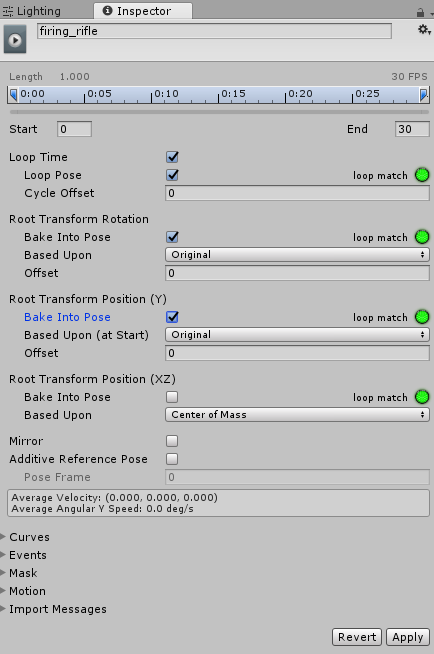 Lighting Inspector
firing_rifle
Length 1.000 30 FPS
0:00 0:05 0:10 0:15 0:20 0:25
Start 0 End 30
Loop Time
Loop Pose loop match
Cycle Offset 0
Root Transform Rotation
Bake Into Pose loop match
Based Upon Original
Offset 0
Root Transform Position (Y)
Bake Into Pose loop match
Based Upon (at Start) Original
Offset 0
Root Transform Position (XZ)
Bake Into Pose loop match
Based Upon Center of Mass
Mirror
Additive Reference Pose
Pose Frame 0
Average Velocity: (0.000, 0.000, 0.000)
Average Angular Y Speed: 0.0 deg/s
Curves
Events
Mask
Motion
Import Messages
Revert Apply